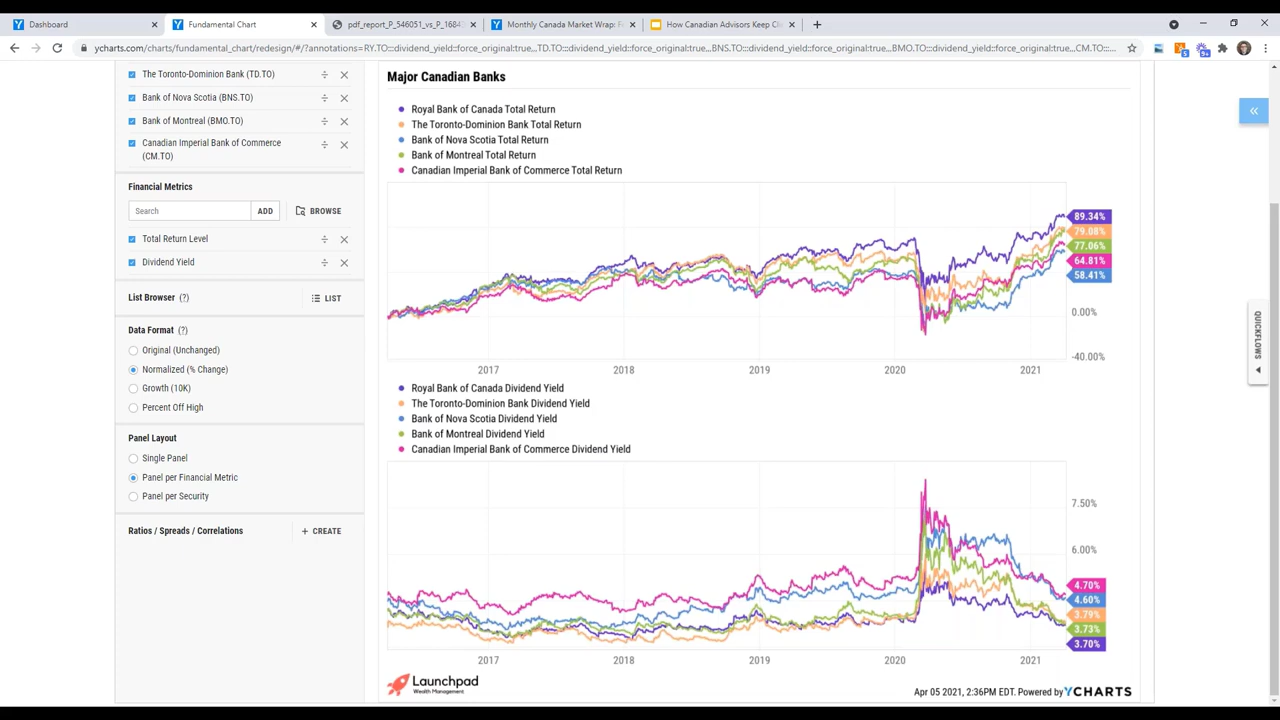 Dashboard
Fundamental Chart
pdf_report_P_546051_vs_P_1684
Monthly Canada Market Wrap: F
How Canadian Advisors Keep Cli
ycharts.com/charts/fundamental_chart/redesign/#/?annotations=RY.TO:::dividend_yield::force_original:true,,,TD.TO:::dividend_yield::force_original:true,,,BNS.TO:::dividend_yield::force_original:true,,,BMO.TO:::dividend_yield::force_original:true,,,CM.TO:::...
The Toronto-Dominion Bank (TD.TO)
Bank of Nova Scotia (BNS.TO)
Bank of Montreal (BMO.TO)
Canadian Imperial Bank of Commerce
(CM.TO)
Financial Metrics
Search
ADD
BROWSE
Total Return Level
Dividend Yield
List Browser (?)
LIST
Data Format (?)
Original (Unchanged)
Normalized (% Change)
Growth (10K)
Percent Off High
Panel Layout
Single Panel
Panel per Financial Metric
Panel per Security
Ratios / Spreads / Correlations
+ CREATE
Major Canadian Banks
Royal Bank of Canada Total Return
The Toronto-Dominion Bank Total Return
Bank of Nova Scotia Total Return
Bank of Montreal Total Return
Canadian Imperial Bank of Commerce Total Return
89.34%
79.08%
77.06%
64.81%
58.41%
0.00%
-40.00%
2017 2018 2019 2020 2021
Royal Bank of Canada Dividend Yield
The Toronto-Dominion Bank Dividend Yield
Bank of Nova Scotia Dividend Yield
Bank of Montreal Dividend Yield
Canadian Imperial Bank of Commerce Dividend Yield
7.50%
6.00%
4.70%
4.60%
3.79%
3.73%
3.70%
2017 2018 2019 2020 2021
Launchpad
Wealth Management
Apr 05 2021, 2:36PM EDT. Powered by YCHARTS
QUICKFLOWS